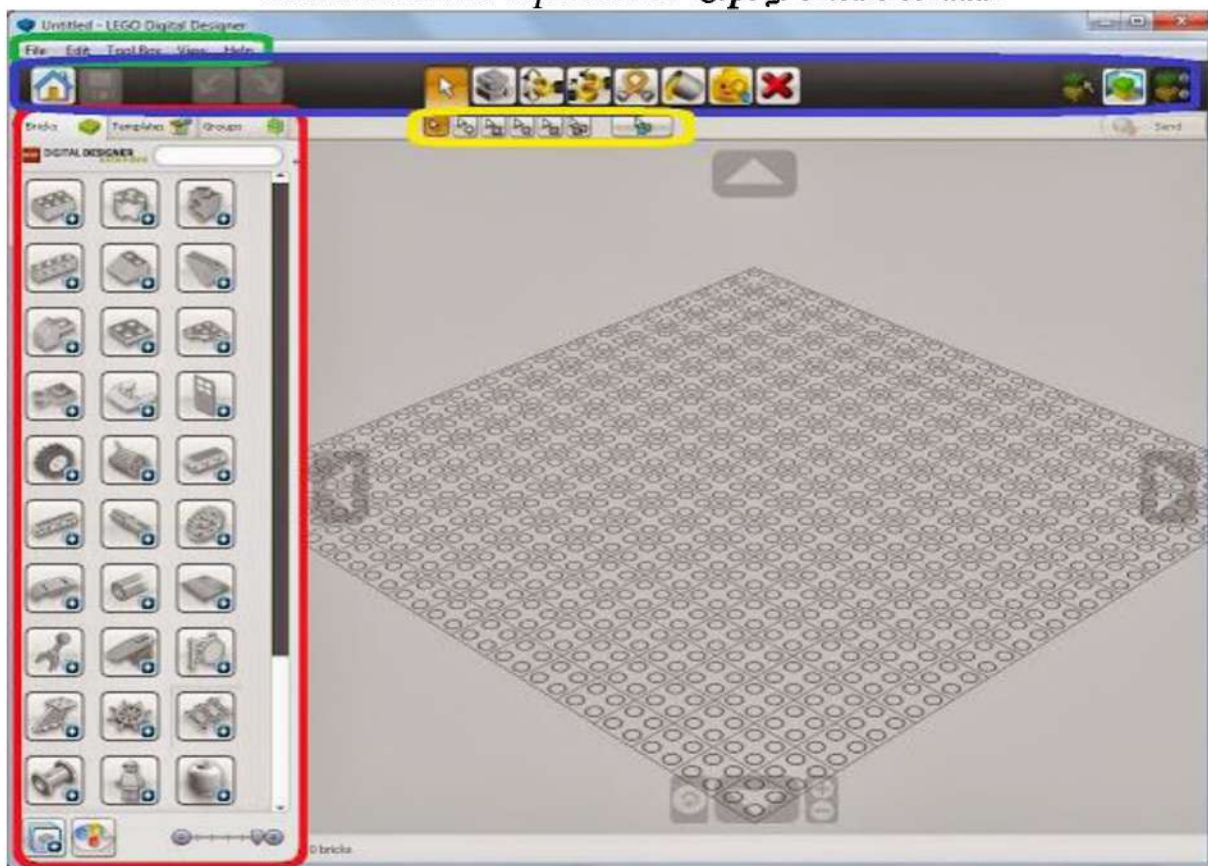 Untitled - LEGO Digital Designer
File Edit Tool Box View Help
Bricks Templates Groups
Send
DIGITAL DESIGNER
0 bricks